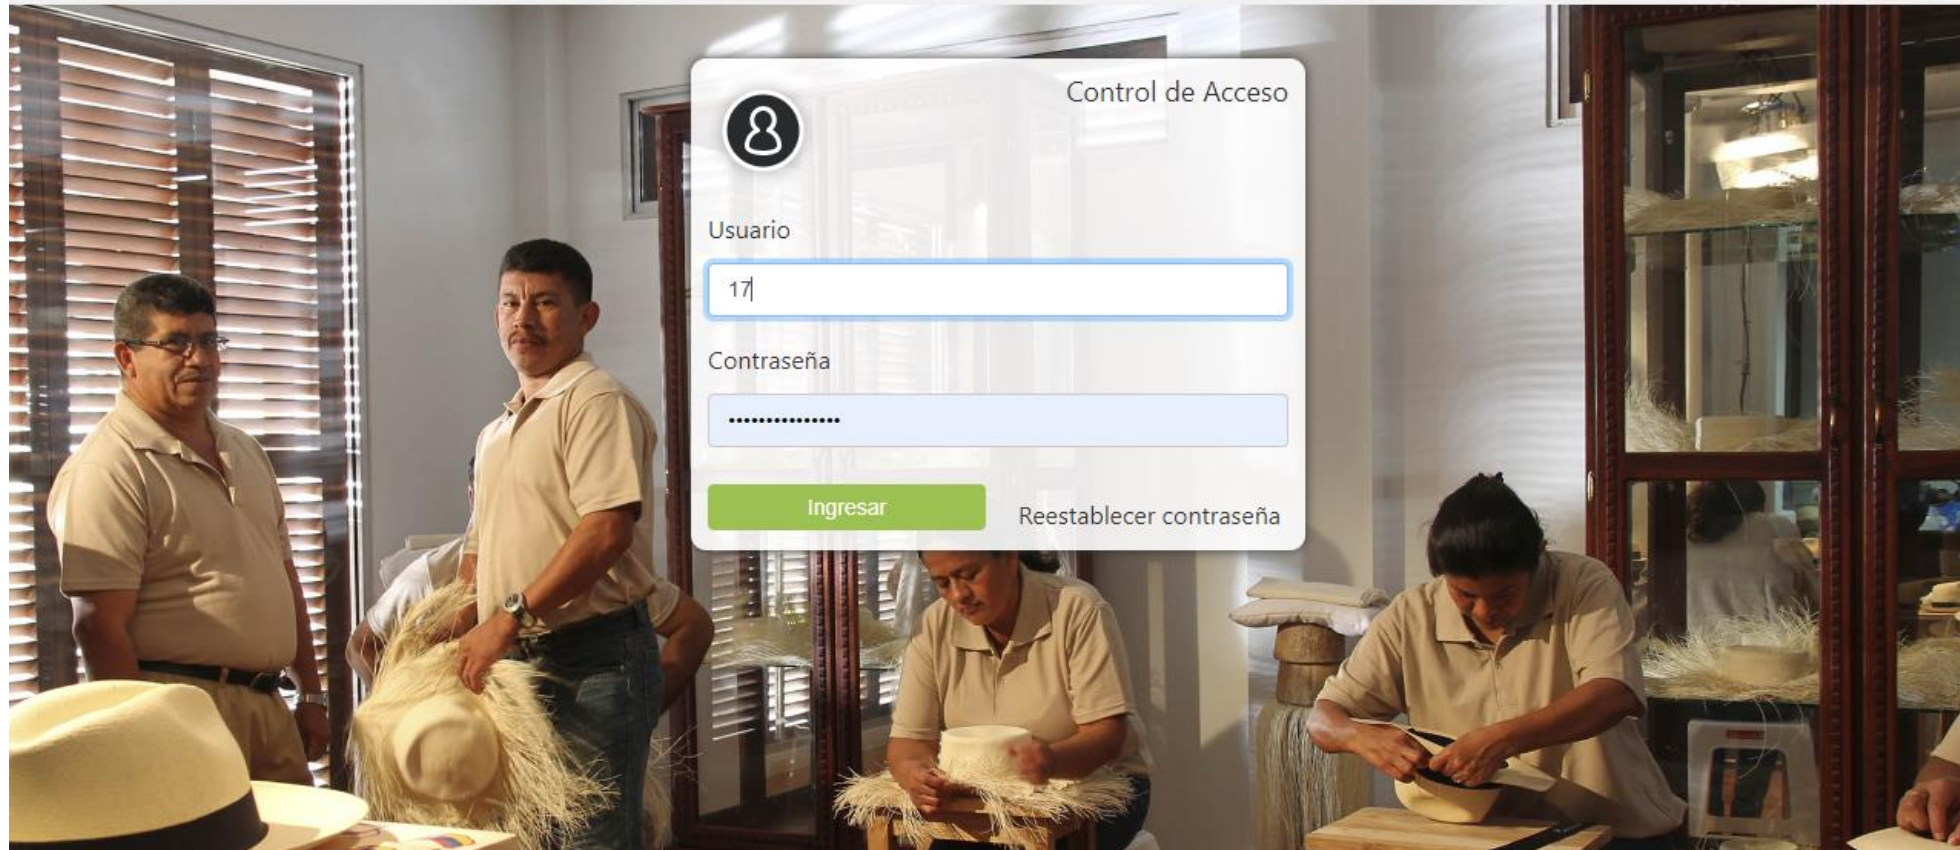 Control de Acceso
Usuario
17
Contraseña
•••••••••••••••
Ingresar
Reestablecer contraseña